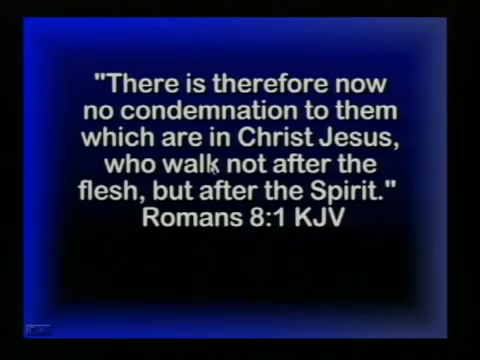 "There is therefore now
no condemnation to them
which are in Christ Jesus,
who walk not after the
flesh, but after the Spirit."
Romans 8:1 KJV